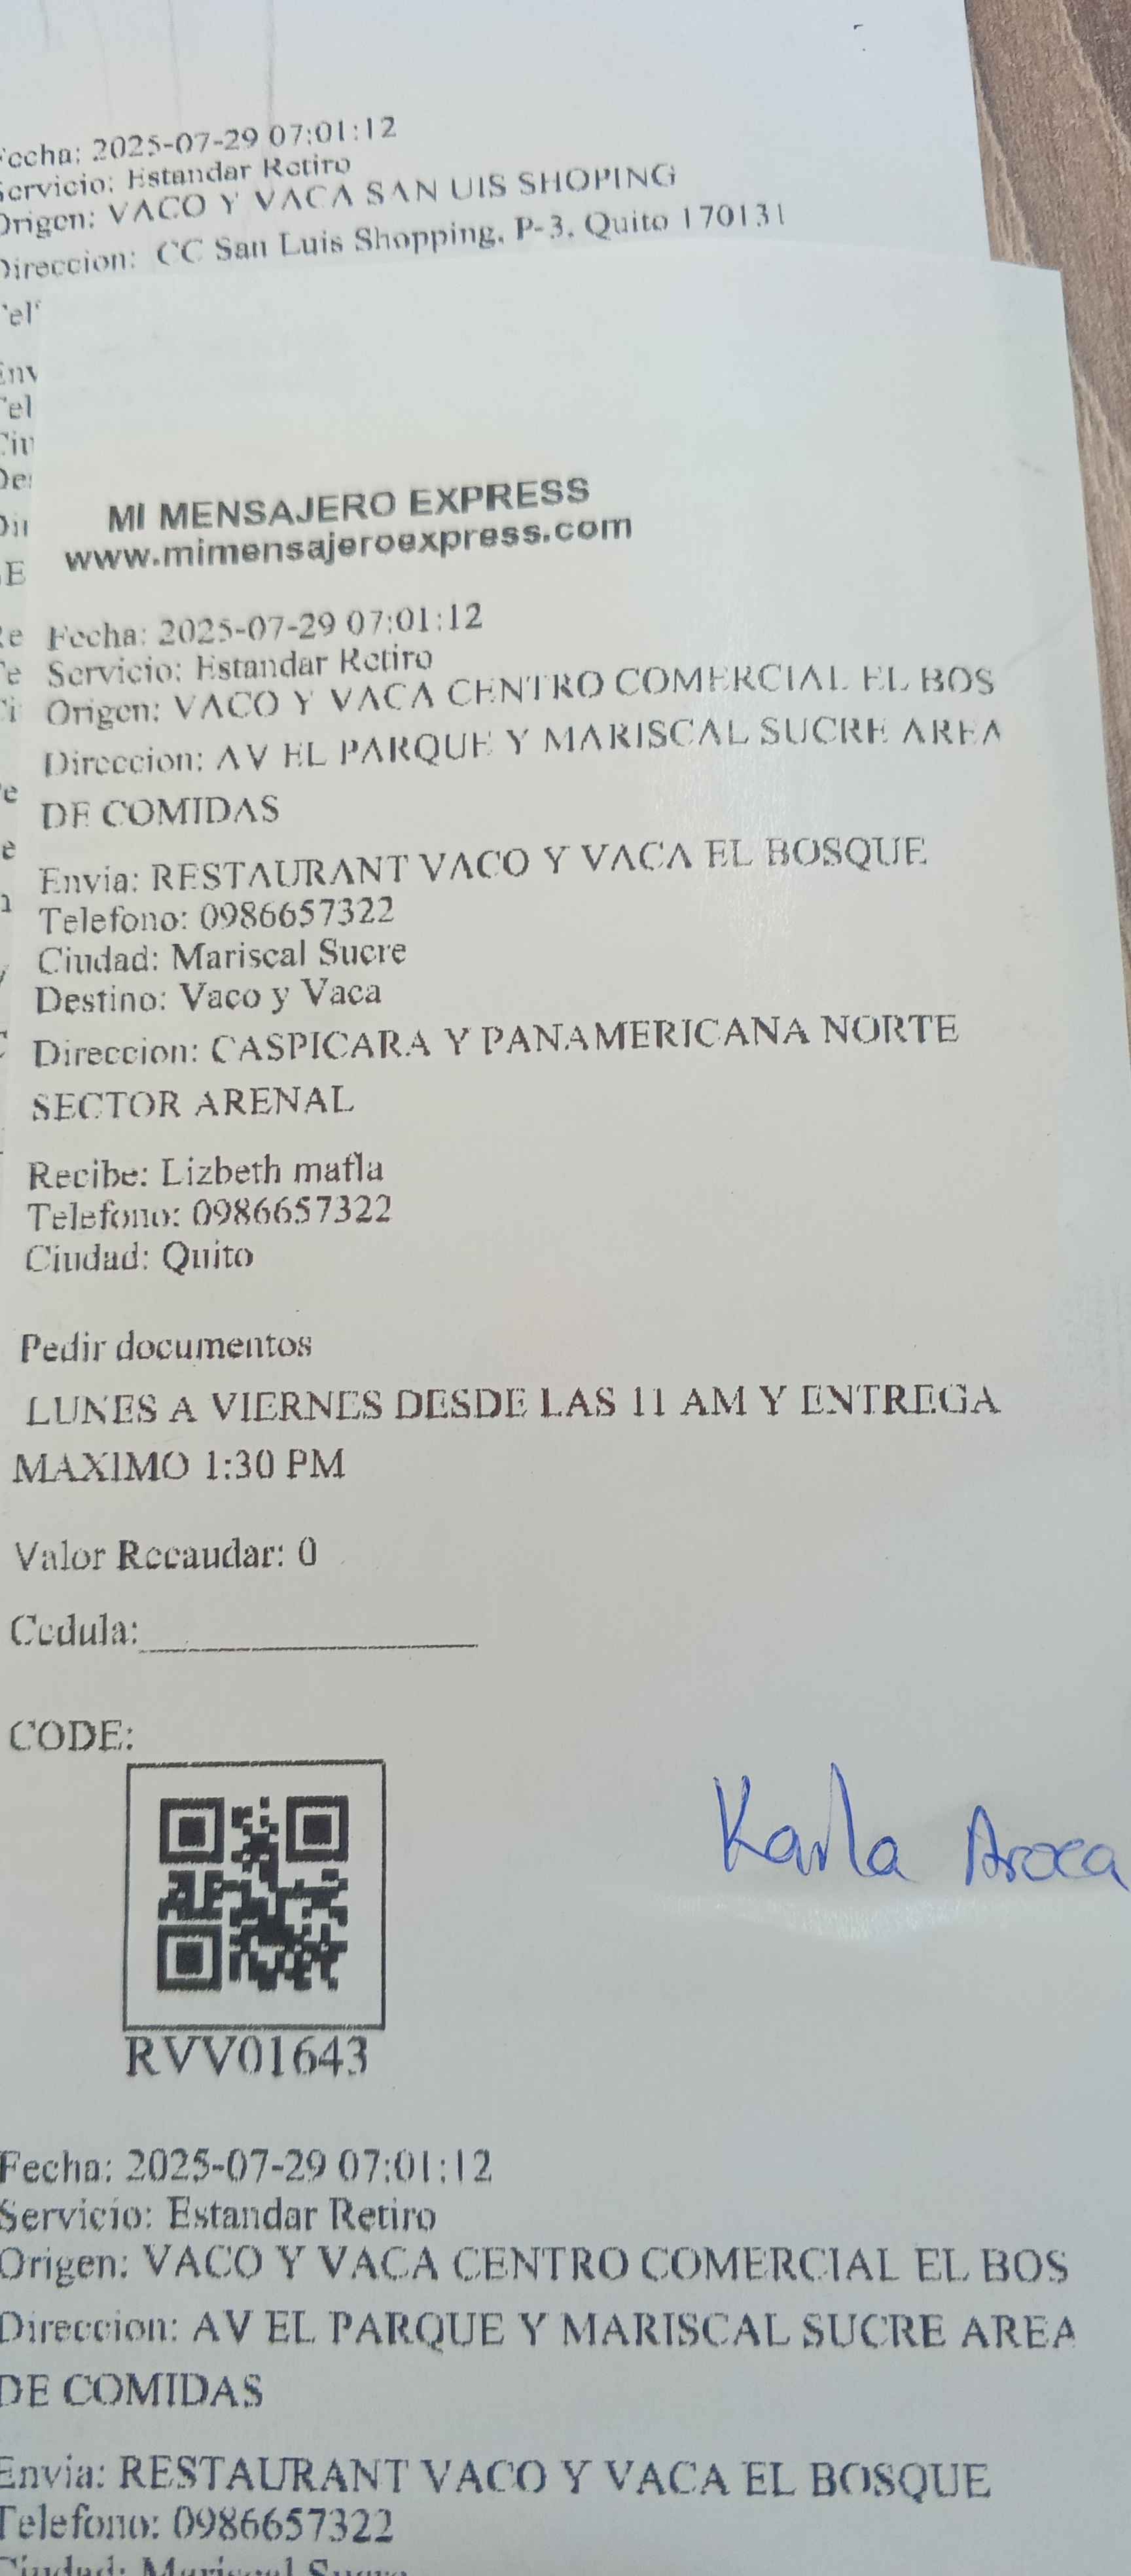 Fecha: 2025-07-29 07:01:12
Servicio: Estandar Retiro
Origen: VACO Y VACA SAN UIS SHOPING
Direccion: CC San Luis Shopping, P-3, Quito 170131
MI MENSAJERO EXPRESS
www.mimensajeroexpress.com
Fecha: 2025-07-29 07:01:12
Servicio: Estandar Retiro
Origen: VACO Y VACA CENTRO COMERCIAL EL BOS
Direccion: AV EL PARQUE Y MARISCAL SUCRE AREA
DE COMIDAS
Envia: RESTAURANT VACO Y VACA EL BOSQUE
Telefono: 0986657322
Ciudad: Mariscal Sucre
Destino: Vaco y Vaca
Direccion: CASPICARA Y PANAMERICANA NORTE
SECTOR ARENAL
Recibe: Lizbeth mafla
Telefono: 0986657322
Ciudad: Quito
Pedir documentos
LUNES A VIERNES DESDE LAS 11 AM Y ENTREGA
MAXIMO 1:30 PM
Valor Recaudar: 0
Cedula:
CODE:
Karla Aroca
RVV01643
Fecha: 2025-07-29 07:01:12
Servicio: Estandar Retiro
Origen: VACO Y VACA CENTRO COMERCIAL EL BOS
Direccion: AV EL PARQUE Y MARISCAL SUCRE AREA
DE COMIDAS
Envia: RESTAURANT VACO Y VACA EL BOSQUE
Telefono: 0986657322
Ciudad: Mariscal Sucre